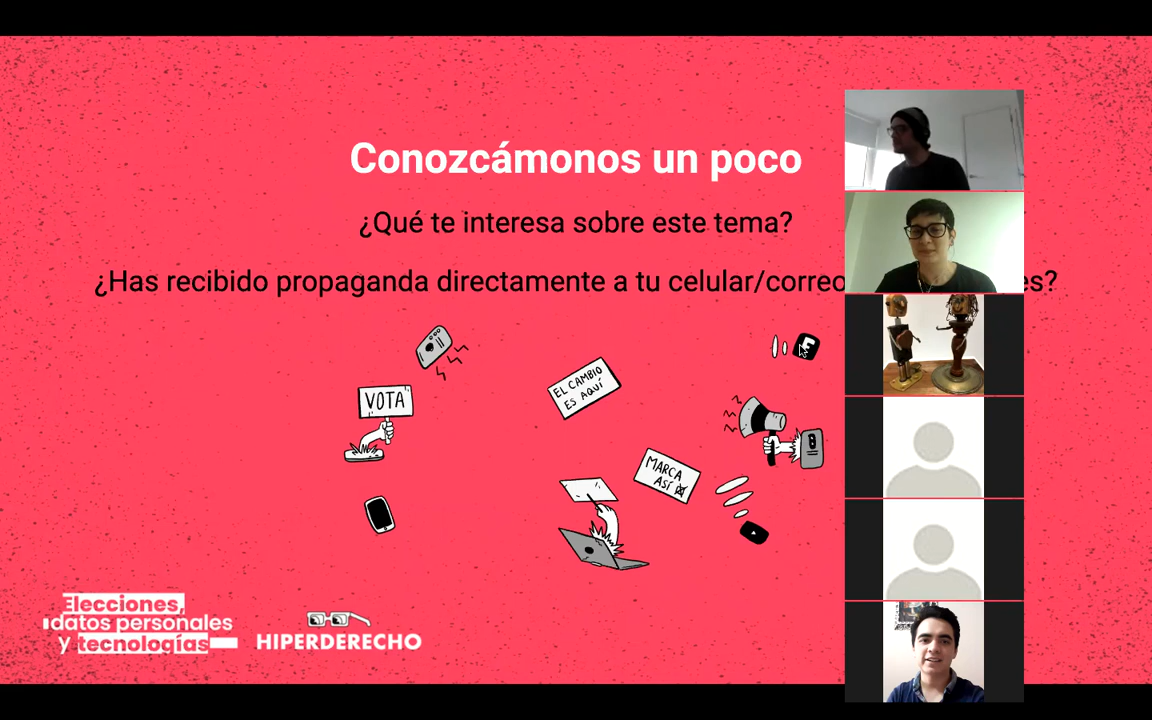 Conozcámonos un poco
¿Qué te interesa sobre este tema?
¿Has recibido propaganda directamente a tu celular/correo es?
VOTA
EL CAMBIO
ES AQUÍ
MARCA
ASÍ
Elecciones,
datos personales
y tecnologías
HIPERDERECHO